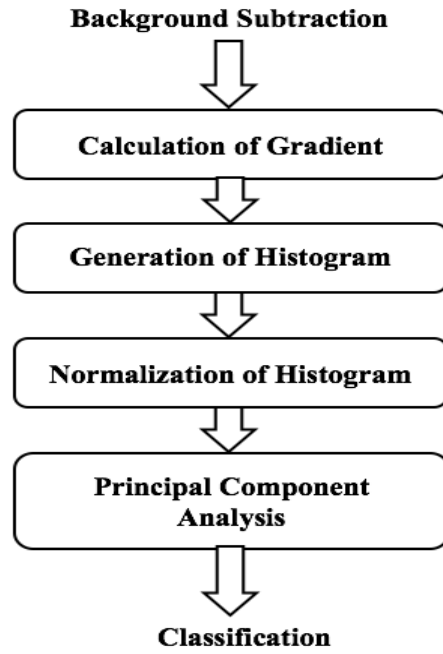 Background Subtraction
Calculation of Gradient
Generation of Histogram
Normalization of Histogram
Principal Component
Analysis
Classification